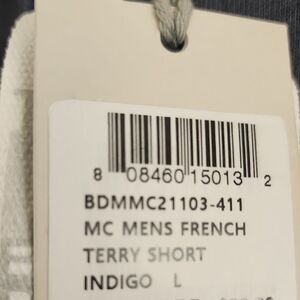 8 08460 15013 2
BDMMC21103-411
MC MENS FRENCH
TERRY SHORT
INDIGO L